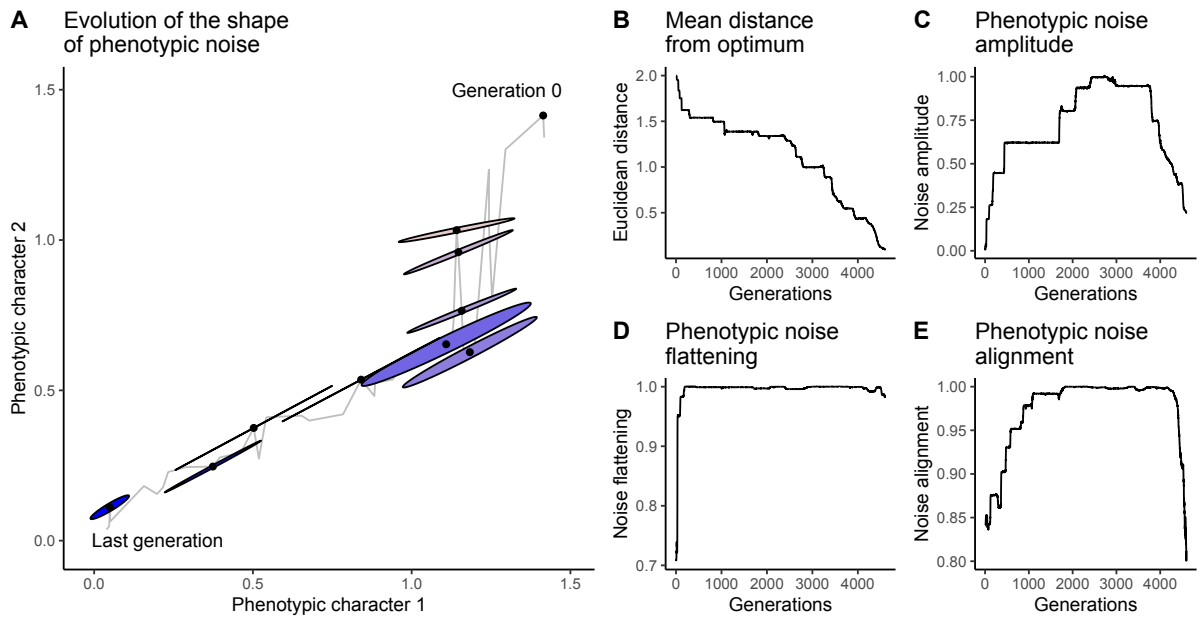 A
Evolution of the shape
of phenotypic noise
Generation 0
Last generation
Phenotypic character 2
1.5
1.0
0.5
0.0
0.0 0.5 1.0 1.5
Phenotypic character 1
B
Mean distance
from optimum
Euclidean distance
2.0
1.5
1.0
0.5
0 1000 2000 3000 4000
Generations
C
Phenotypic noise
amplitude
Noise amplitude
1.00
0.75
0.50
0.25
0.00
0 1000 2000 3000 4000
Generations
D
Phenotypic noise
flattening
Noise flattening
1.0
0.9
0.8
0.7
0 1000 2000 3000 4000
Generations
E
Phenotypic noise
alignment
Noise alignment
1.00
0.95
0.90
0.85
0.80
0 1000 2000 3000 4000
Generations